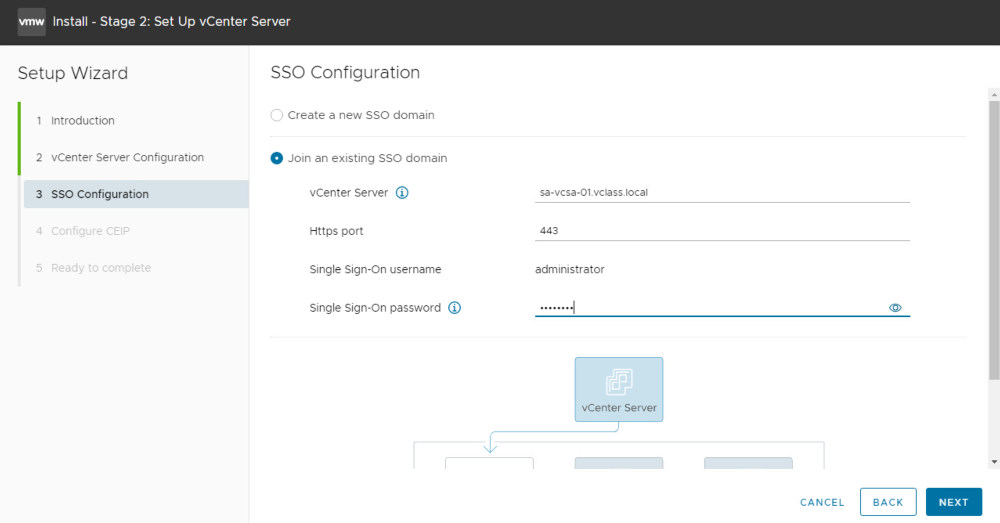 vmw Install - Stage 2: Set Up vCenter Server
Setup Wizard
1 Introduction
2 vCenter Server Configuration
3 SSO Configuration
4 Configure CEIP
5 Ready to complete
SSO Configuration
Create a new SSO domain
Join an existing SSO domain
vCenter Server sa-vcsa-01.vclass.local
Https port 443
Single Sign-On username administrator
Single Sign-On password ••••••••
vCenter Server
CANCEL BACK NEXT